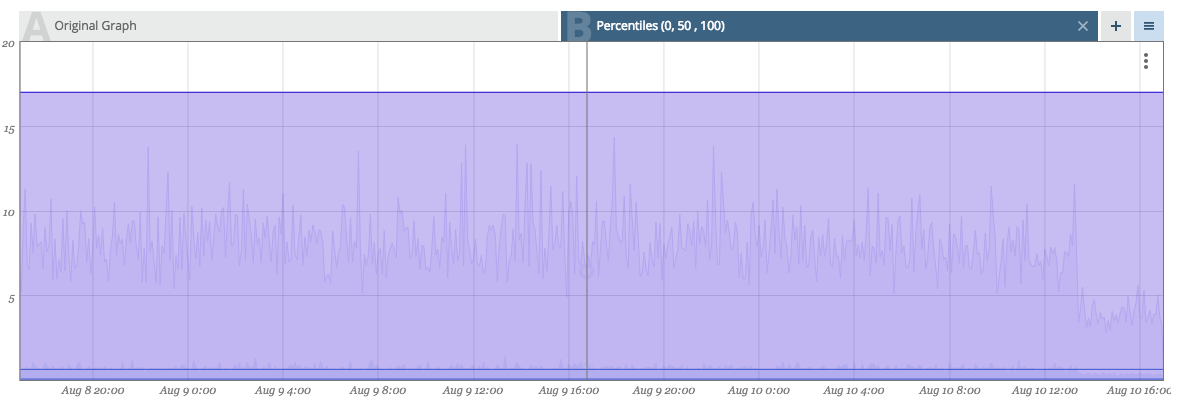 A Original Graph
B Percentiles (0, 50 , 100) × + ≡
20
15
10
5
Aug 8 20:00 Aug 9 0:00 Aug 9 4:00 Aug 9 8:00 Aug 9 12:00 Aug 9 16:00 Aug 9 20:00 Aug 10 0:00 Aug 10 4:00 Aug 10 8:00 Aug 10 12:00 Aug 10 16:00